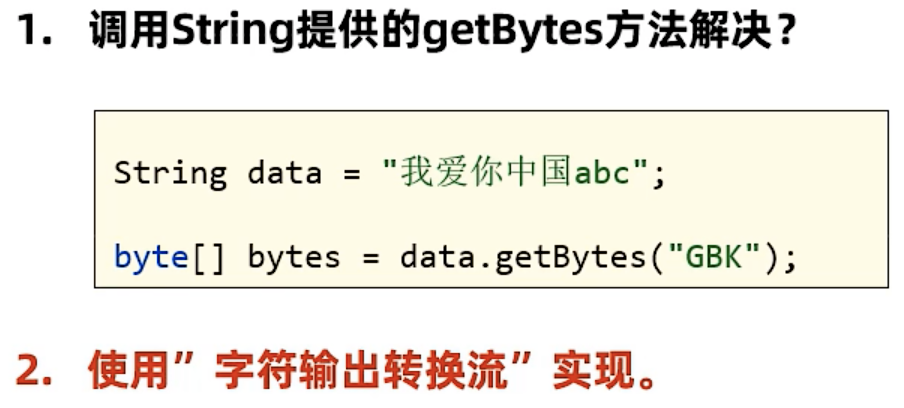 1. 调用String提供的getBytes方法解决？
String data = "我爱你中国abc";
byte[] bytes = data.getBytes("GBK");
2. 使用”字符输出转换流”实现。